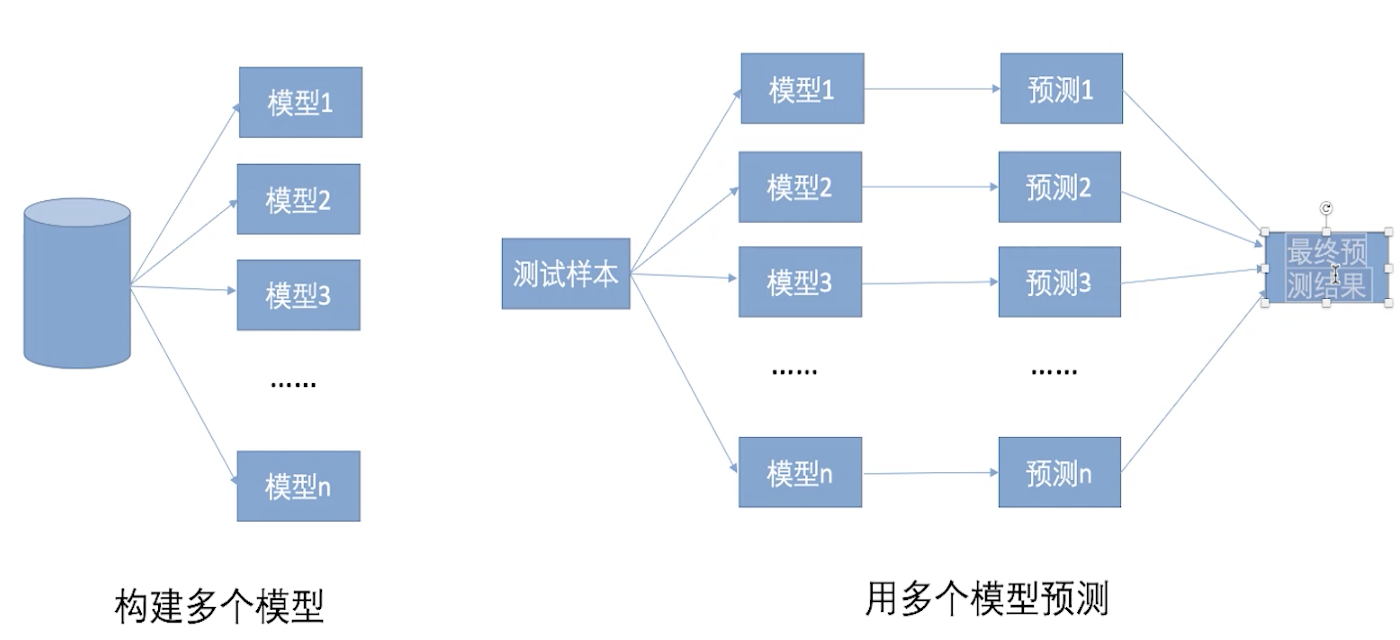 模型1
模型2
模型3
......
模型n
构建多个模型
测试样本
模型1
模型2
模型3
......
模型n
预测1
预测2
预测3
......
预测n
最终预
测结果
用多个模型预测